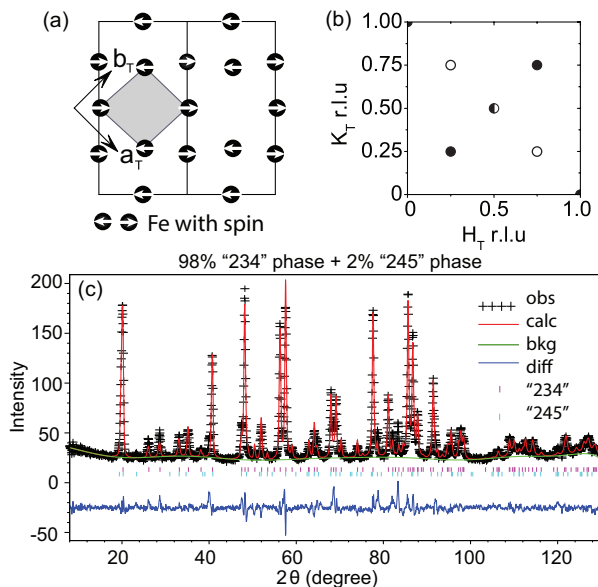 (a)
b_T
a_T
Fe with spin
(b)
K_T r.l.u
1.00
0.75
0.50
0.25
0
0 0.5 1.0
H_T r.l.u
98% “234” phase + 2% “245” phase
(c)
Intensity
200
150
100
50
0
-50
obs
calc
bkg
diff
“234”
“245”
20 40 60 80 100 120
2θ (degree)